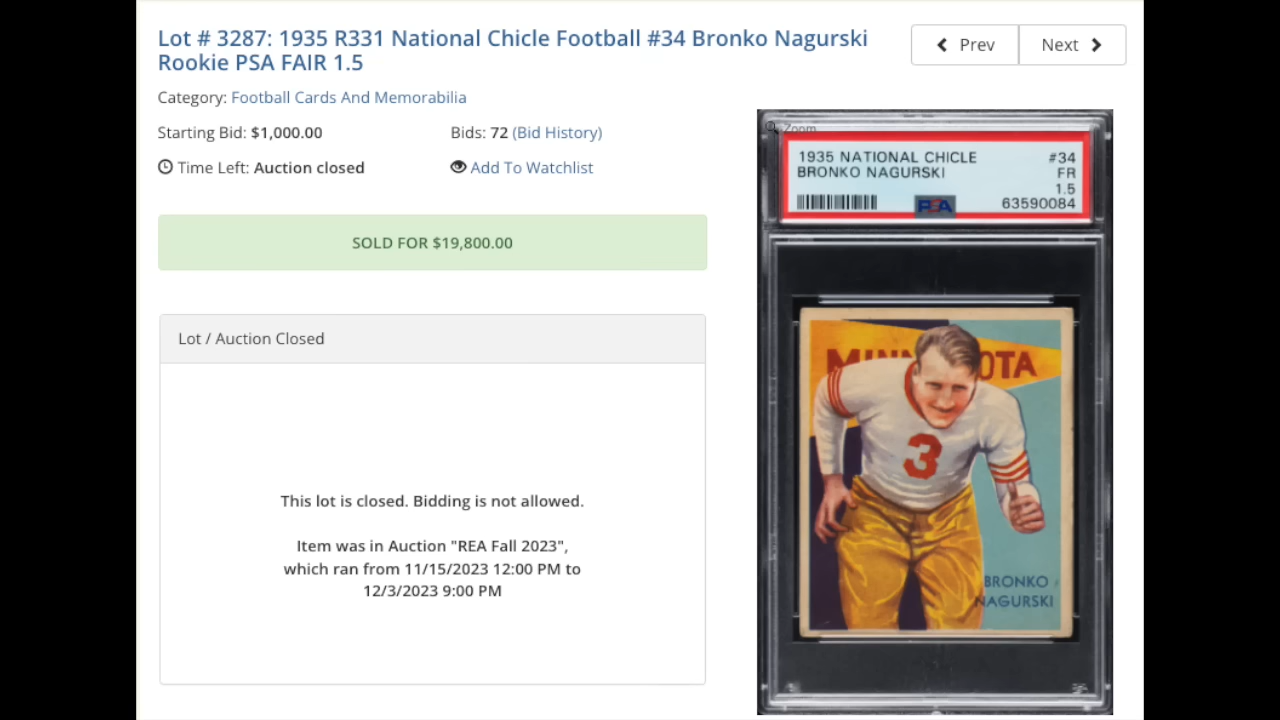 Lot # 3287: 1935 R331 National Chicle Football #34 Bronko Nagurski
Rookie PSA FAIR 1.5
Prev
Next
Category: Football Cards And Memorabilia
Starting Bid: $1,000.00
Bids: 72 (Bid History)
Time Left: Auction closed
Add To Watchlist
SOLD FOR $19,800.00
Lot / Auction Closed
This lot is closed. Bidding is not allowed.
Item was in Auction "REA Fall 2023",
which ran from 11/15/2023 12:00 PM to
12/3/2023 9:00 PM
Zoom
1935 NATIONAL CHICLE #34
BRONKO NAGURSKI FR
1.5
PSA 63590084
MINN OTA
3
BRONKO
NAGURSKI